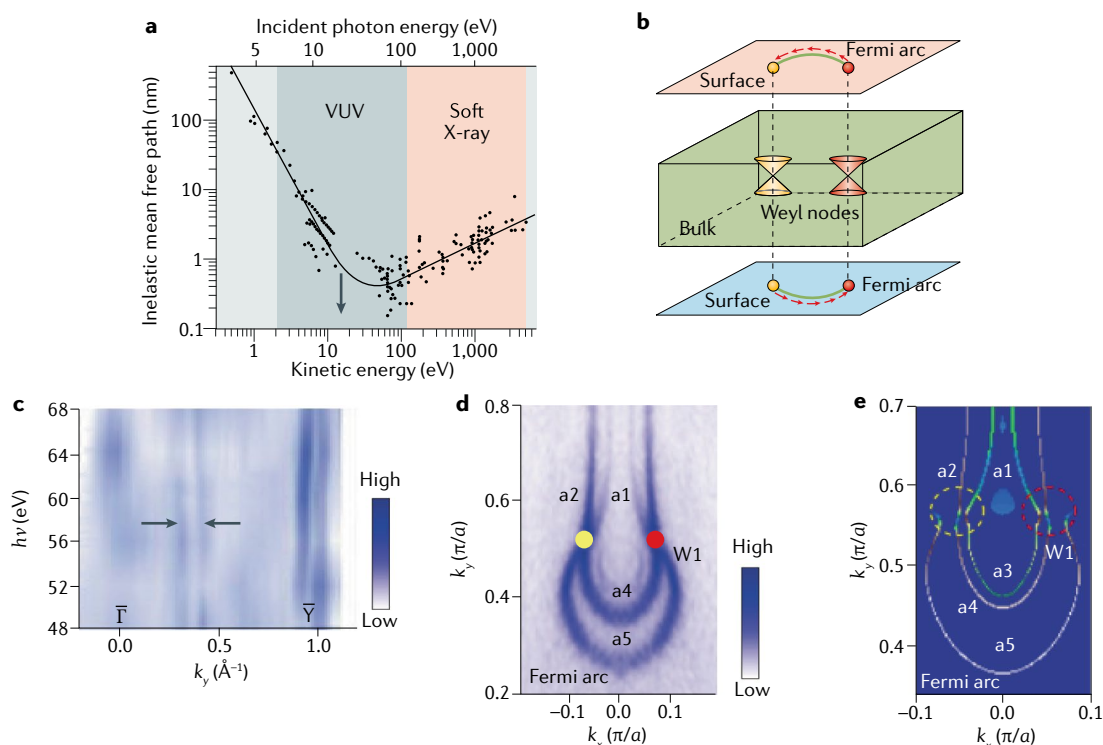 a
Incident photon energy (eV)
5 10 100 1,000
Inelastic mean free path (nm)
100
10
1
0.1
VUV
Soft
X-ray
1 10 100 1,000
Kinetic energy (eV)
b
Fermi arc
Surface
Weyl nodes
Bulk
Surface
Fermi arc
c
68
64
60
56
52
48
hν (eV)
Γ̅
Y̅
0.0 0.5 1.0
k_y (Å⁻¹)
High
Low
d
0.8
0.6
0.4
0.2
k_y (π/a)
a2 a1
W1
a4
a5
Fermi arc
−0.1 0.0 0.1
k_x (π/a)
High
Low
e
0.7
0.6
0.5
0.4
k_y (π/a)
a2 a1
W1
a3
a4
a5
Fermi arc
−0.1 0.0 0.1
k_x (π/a)